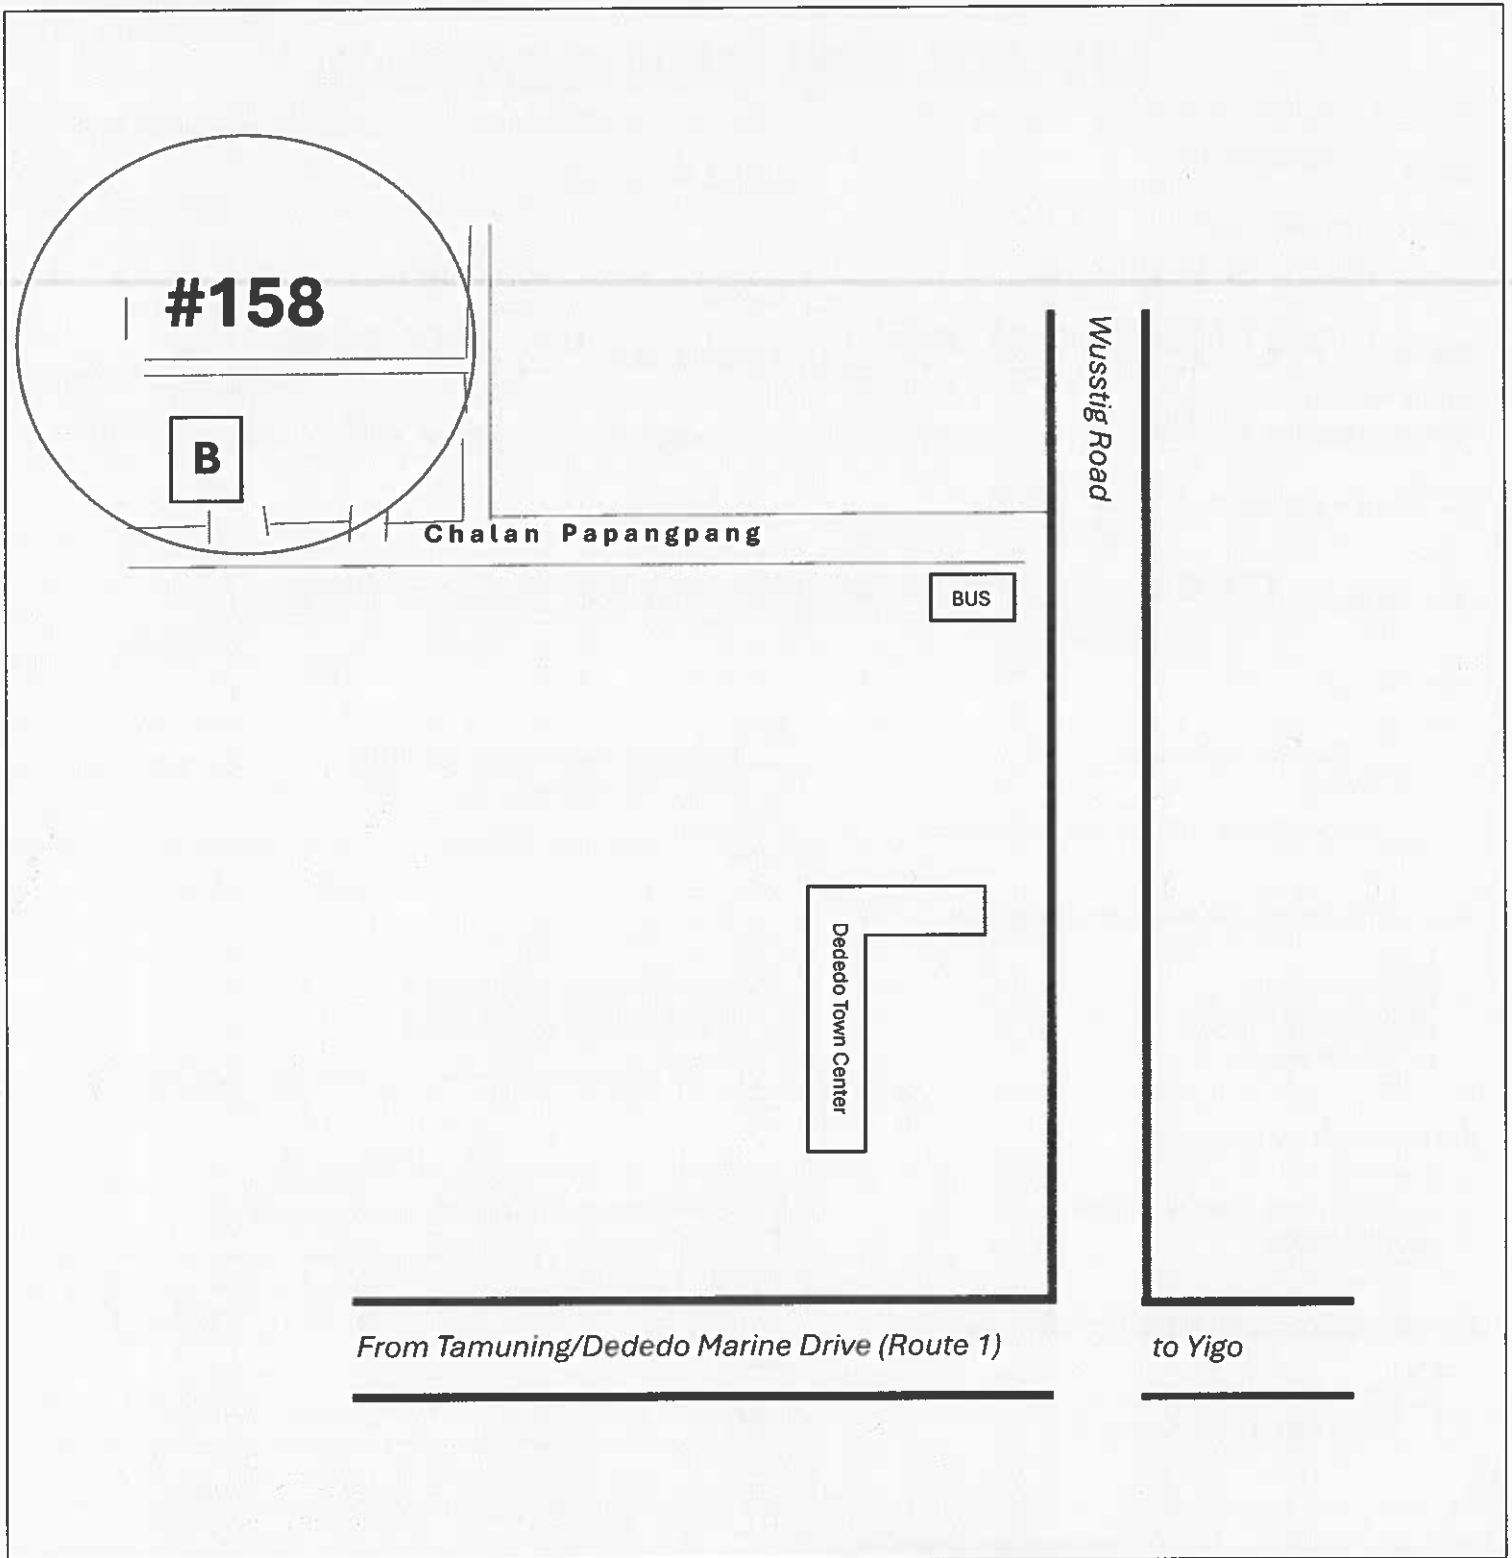 #158
Wusstig Road
B
Chalan Papangpang
BUS
Dededo Town Center
From Tamuning/Dededo Marine Drive (Route 1)
to Yigo